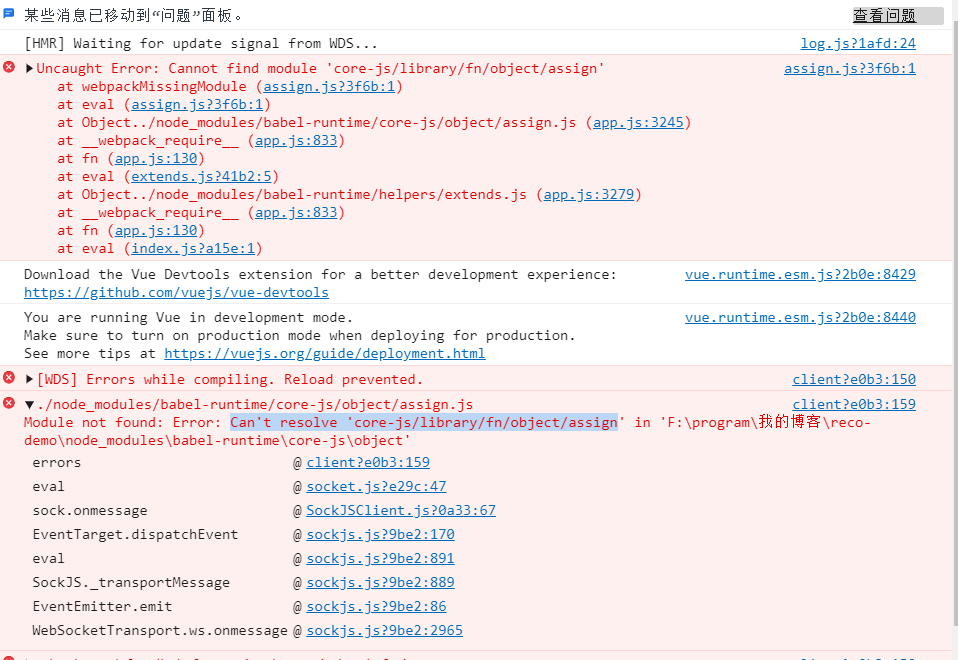 某些消息已移动到“问题”面板。 查看问题
[HMR] Waiting for update signal from WDS... log.js?1afd:24
▶Uncaught Error: Cannot find module 'core-js/library/fn/object/assign' assign.js?3f6b:1
at webpackMissingModule (assign.js?3f6b:1)
at eval (assign.js?3f6b:1)
at Object../node_modules/babel-runtime/core-js/object/assign.js (app.js:3245)
at __webpack_require__ (app.js:833)
at fn (app.js:130)
at eval (extends.js?41b2:5)
at Object../node_modules/babel-runtime/helpers/extends.js (app.js:3279)
at __webpack_require__ (app.js:833)
at fn (app.js:130)
at eval (index.js?a15e:1)
Download the Vue Devtools extension for a better development experience: vue.runtime.esm.js?2b0e:8429
https://github.com/vuejs/vue-devtools
You are running Vue in development mode. vue.runtime.esm.js?2b0e:8440
Make sure to turn on production mode when deploying for production.
See more tips at https://vuejs.org/guide/deployment.html
▶[WDS] Errors while compiling. Reload prevented. client?e0b3:150
▼./node_modules/babel-runtime/core-js/object/assign.js client?e0b3:159
Module not found: Error: Can't resolve 'core-js/library/fn/object/assign' in 'F:\program\我的博客\reco-
demo\node_modules\babel-runtime\core-js\object'
errors @ client?e0b3:159
eval @ socket.js?e29c:47
sock.onmessage @ SockJSClient.js?0a33:67
EventTarget.dispatchEvent @ sockjs.js?9be2:170
eval @ sockjs.js?9be2:891
SockJS._transportMessage @ sockjs.js?9be2:889
EventEmitter.emit @ sockjs.js?9be2:86
WebSocketTransport.ws.onmessage @ sockjs.js?9be2:2965